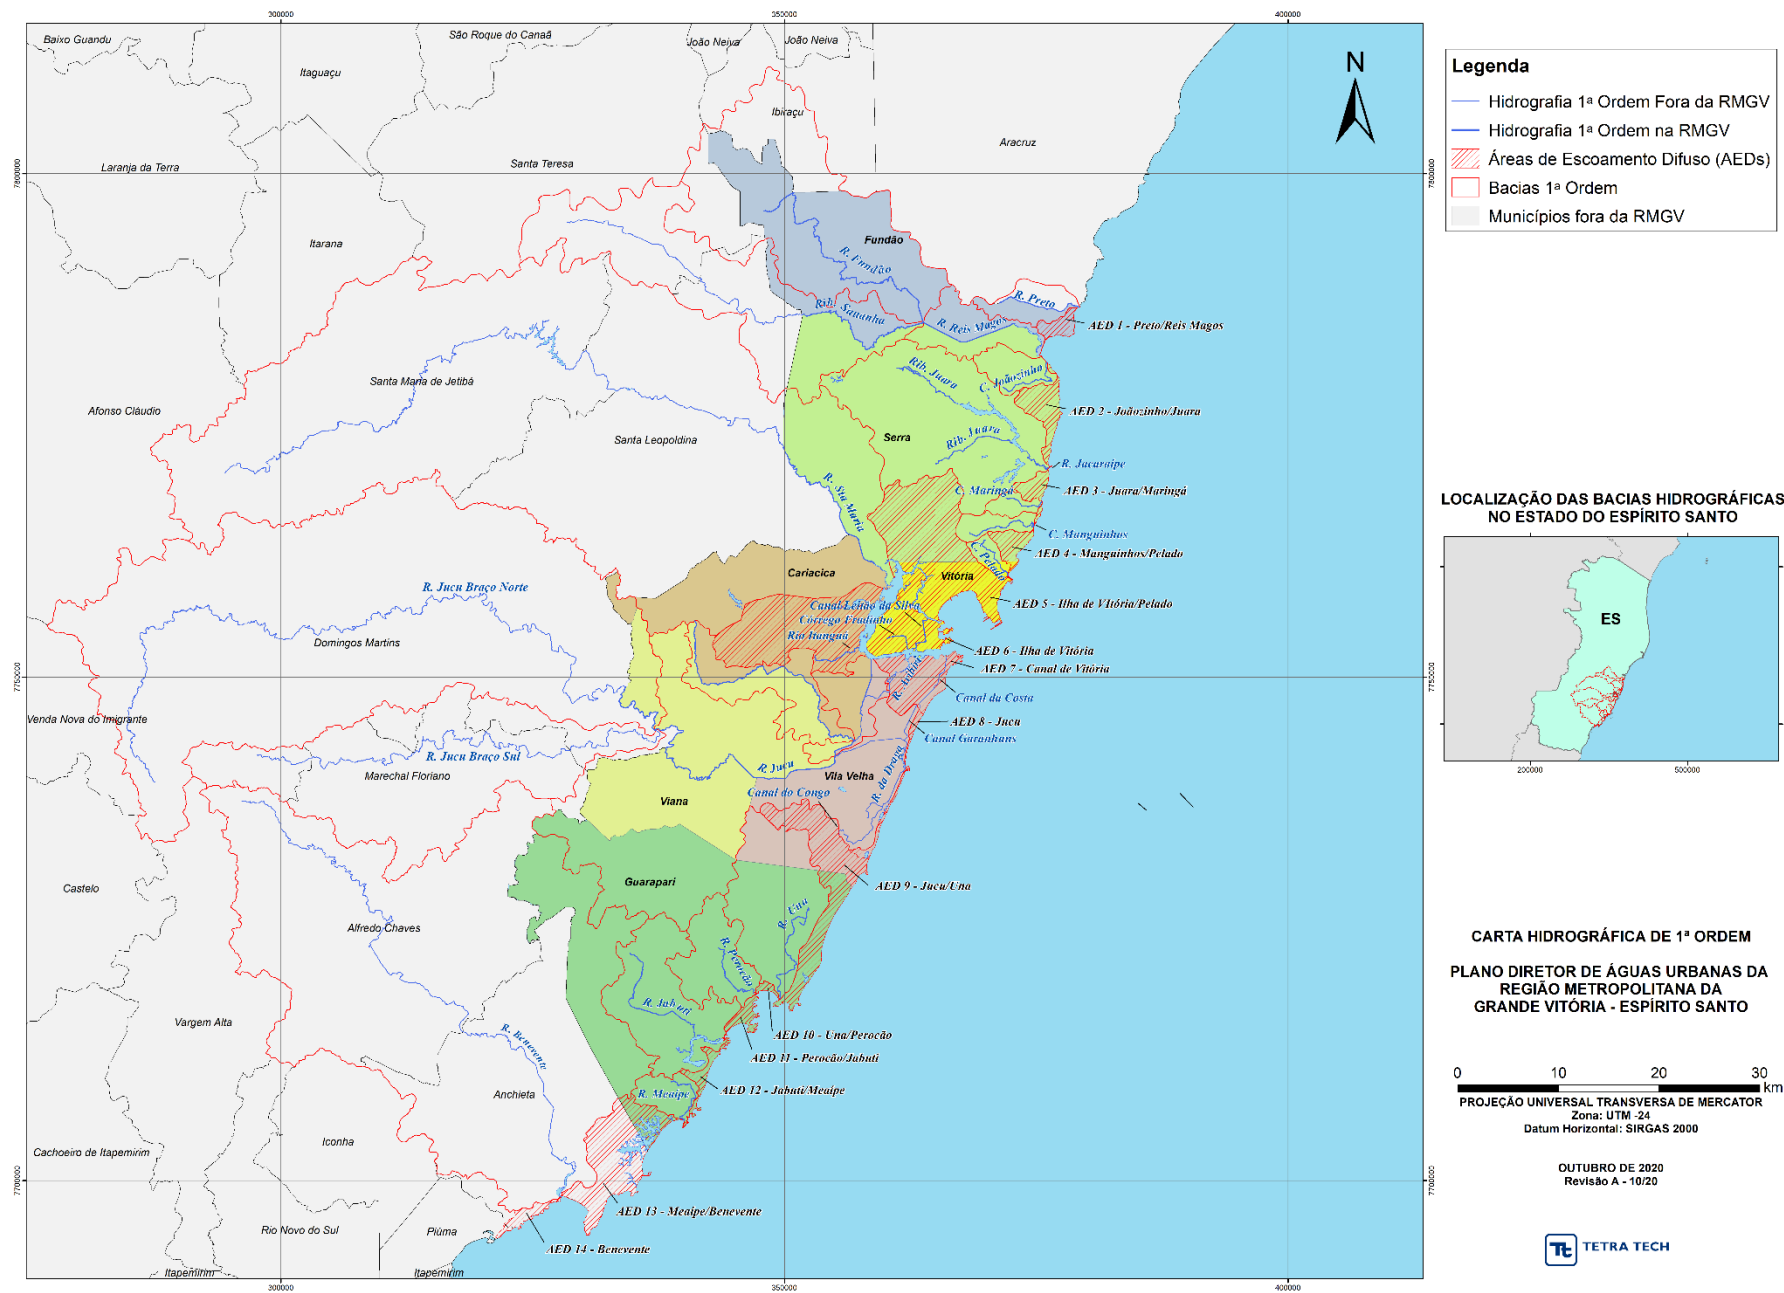 300000
350000
400000
Baixo Guandu
São Roque do Canaã
João Neiva
João Neiva
Itaguaçu
Ibiraçu
Aracruz
Laranja da Terra
Santa Teresa
7800000
7800000
Itarana
Fundão
R. Fundão
R. Preto
Rib. Sauanha
R. Reis Magos
AED 1 - Preto/Reis Magos
Rib. Juara
C. Joãozinho
Santa Maria de Jetibá
Afonso Cláudio
AED 2 - Joãozinho/Juara
Santa Leopoldina
Serra
Rib. Juara
R. Jacaraípe
R. Sta Maria
C. Maringá
AED 3 - Juara/Maringá
C. Manguinhos
C. Pelado
AED 4 - Manguinhos/Pelado
Cariacica
Vitória
R. Jucu Braço Norte
Canal Leitão da Silva
AED 5 - Ilha de Vitória/Pelado
Córrego Fradinho
Rio Itanguá
Domingos Martins
AED 6 - Ilha de Vitória
AED 7 - Canal de Vitória
R. Aribiri
7750000
7750000
Canal da Costa
Venda Nova do Imigrante
AED 8 - Jucu
Canal Guaranhuns
R. Jucu Braço Sul
R. Jucu
Marechal Floriano
Vila Velha
R. da Draga
Canal do Congo
Viana
Guarapari
Castelo
AED 9 - Jucu/Una
R. Una
Alfredo Chaves
R. Perocão
R. Jabuti
Vargem Alta
R. Benevente
AED 10 - Una/Perocão
AED 11 - Perocão/Jabuti
AED 12 - Jabuti/Meaípe
R. Meaípe
Anchieta
Iconha
Cachoeiro de Itapemirim
7700000
7700000
AED 13 - Meaípe/Benevente
Rio Novo do Sul
Piúma
AED 14 - Benevente
Itapemirim
Itapemirim
300000
350000
400000
N
Legenda
Hidrografia 1ª Ordem Fora da RMGV
Hidrografia 1ª Ordem na RMGV
Áreas de Escoamento Difuso (AEDs)
Bacias 1ª Ordem
Municípios fora da RMGV
LOCALIZAÇÃO DAS BACIAS HIDROGRÁFICAS
NO ESTADO DO ESPÍRITO SANTO
ES
200000
500000
CARTA HIDROGRÁFICA DE 1ª ORDEM
PLANO DIRETOR DE ÁGUAS URBANAS DA
REGIÃO METROPOLITANA DA
GRANDE VITÓRIA - ESPÍRITO SANTO
0 10 20 30
km
PROJEÇÃO UNIVERSAL TRANSVERSA DE MERCATOR
Zona: UTM -24
Datum Horizontal: SIRGAS 2000
OUTUBRO DE 2020
Revisão A - 10/20
Tt TETRA TECH